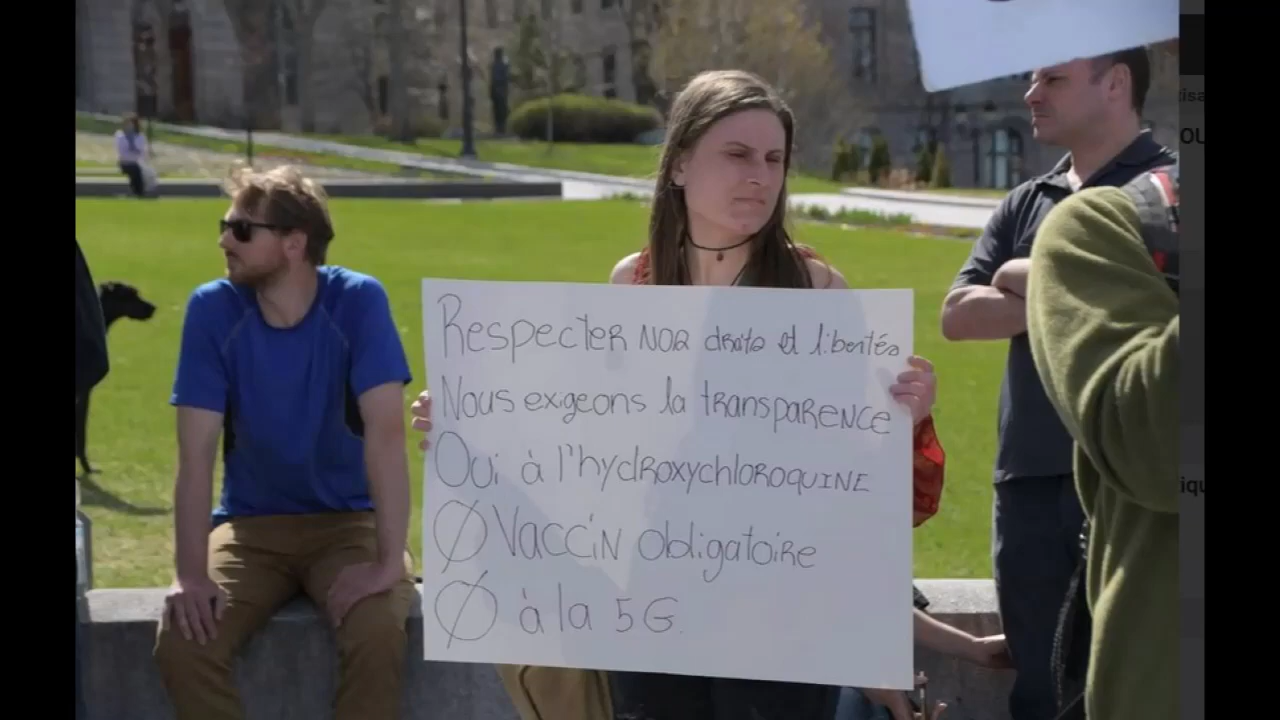 Respecter nos droits et libertés
Nous exigeons la transparence
Oui à l'hydroxychloroquine
Ø Vaccin obligatoire
Ø à la 5G.